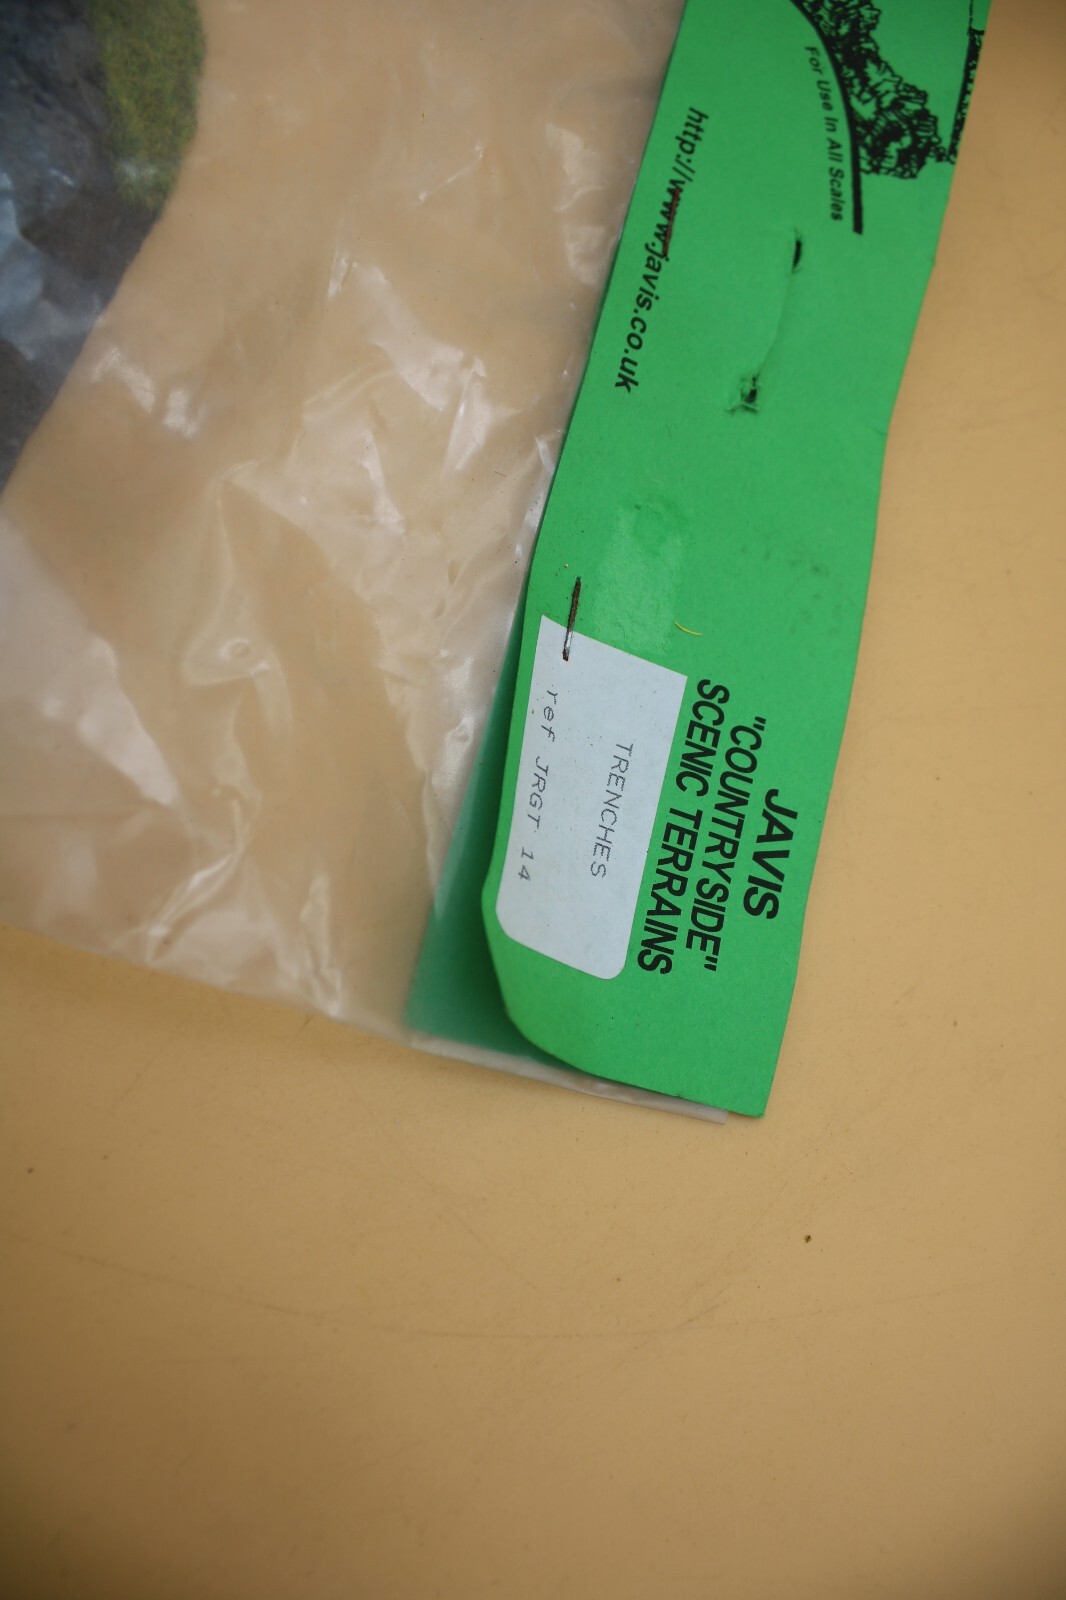 For Use In All Scales
http://www.javis.co.uk
JAVIS
"COUNTRYSIDE"
SCENIC TERRAINS
TRENCHES
ref JRGT 14